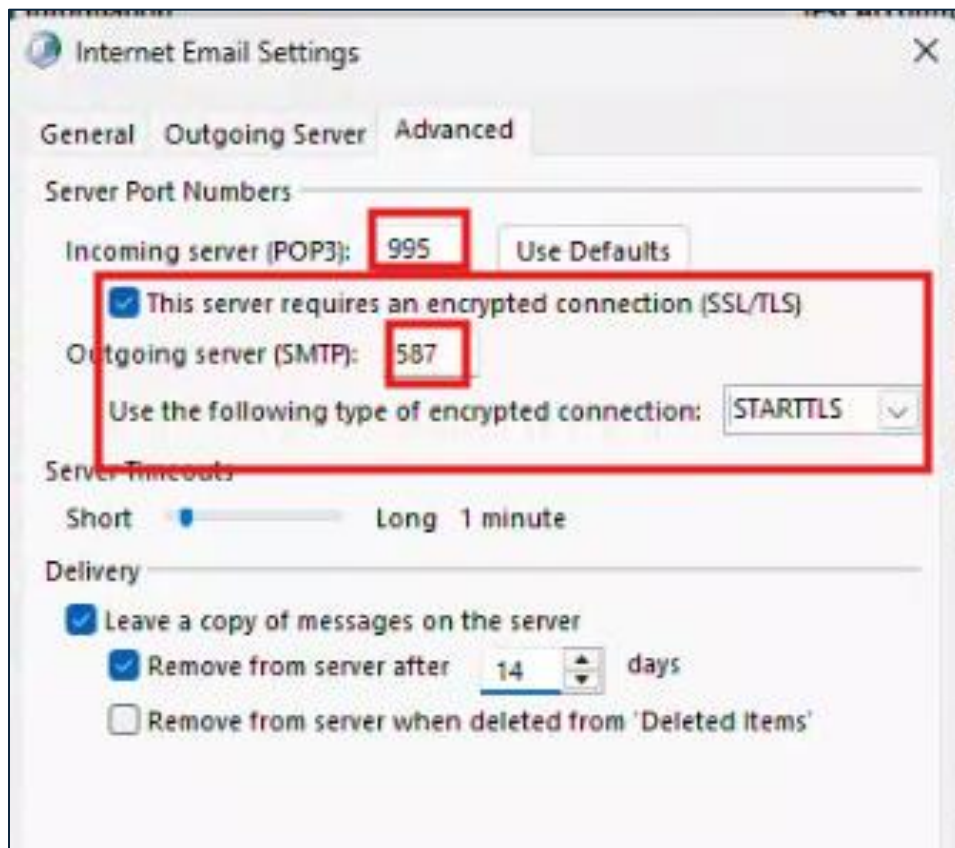 Internet Email Settings
General Outgoing Server Advanced
Server Port Numbers
Incoming server (POP3): 995 Use Defaults
This server requires an encrypted connection (SSL/TLS)
Outgoing server (SMTP): 587
Use the following type of encrypted connection: STARTTLS
Server Timeouts
Short Long 1 minute
Delivery
Leave a copy of messages on the server
Remove from server after 14 days
Remove from server when deleted from 'Deleted Items'